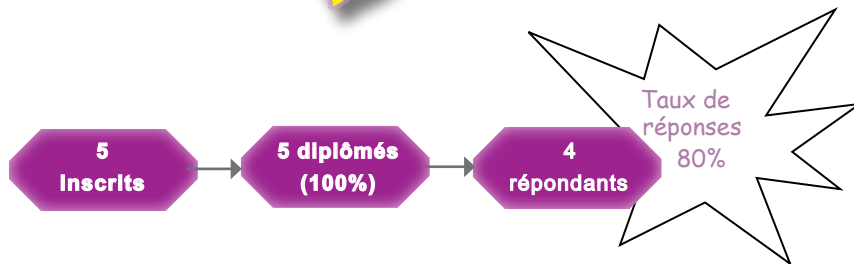 5
inscrits
5 diplômés
(100%)
4
répondants
Taux de
réponses
80%